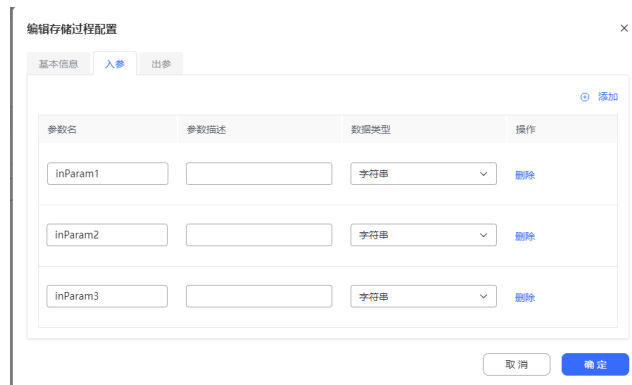 编辑存储过程配置
基本信息 入参 出参
添加
参数名 参数描述 数据类型 操作
inParam1 字符串 删除
inParam2 字符串 删除
inParam3 字符串 删除
取消 确定